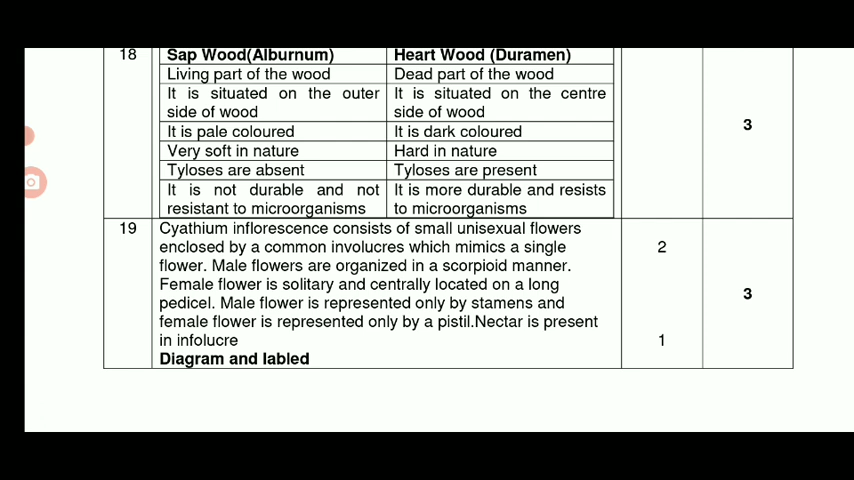 18 Sap Wood(Alburnum) Heart Wood (Duramen)
Living part of the wood Dead part of the wood
It is situated on the outer side of wood It is situated on the centre side of wood
It is pale coloured It is dark coloured
3
Very soft in nature Hard in nature
Tyloses are absent Tyloses are present
It is not durable and not resistant to microorganisms It is more durable and resists to microorganisms
19 Cyathium inflorescence consists of small unisexual flowers
enclosed by a common involucres which mimics a single 2
flower. Male flowers are organized in a scorpioid manner.
Female flower is solitary and centrally located on a long
3
pedicel. Male flower is represented only by stamens and
female flower is represented only by a pistil.Nectar is present
in infolucre 1
Diagram and labled